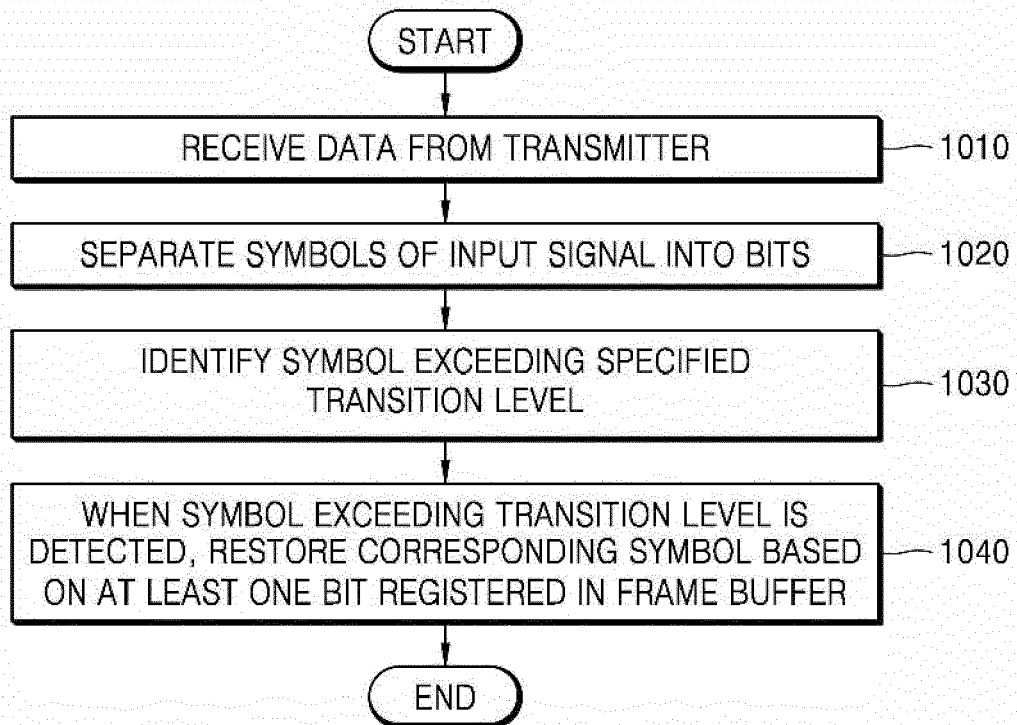 START
RECEIVE DATA FROM TRANSMITTER
1010
SEPARATE SYMBOLS OF INPUT SIGNAL INTO BITS
1020
IDENTIFY SYMBOL EXCEEDING SPECIFIED
TRANSITION LEVEL
1030
WHEN SYMBOL EXCEEDING TRANSITION LEVEL IS
DETECTED, RESTORE CORRESPONDING SYMBOL BASED
ON AT LEAST ONE BIT REGISTERED IN FRAME BUFFER
1040
END